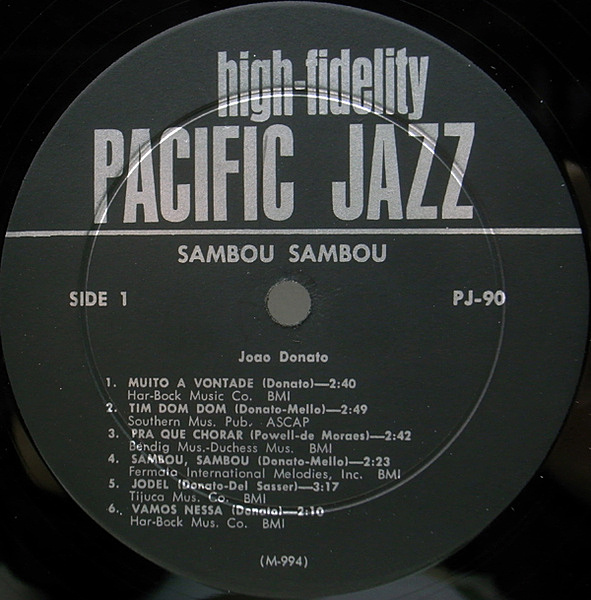 high-fidelity
PACIFIC JAZZ
SAMBOU SAMBOU
SIDE 1 PJ-90
Joao Donato
1. MUITO A VONTADE (Donato)—2:40
Har-Bock Music Co. BMI
2. TIM DOM DOM (Donato-Mello)—2:49
Southern Mus. Pub. ASCAP
3. PRA QUE CHORAR (Powell-de Moraes)—2:42
Bendig Mus.-Duchess Mus. BMI
4. SAMBOU, SAMBOU (Donato-Mello)—2:23
Fermata International Melodies, Inc. BMI
5. JODEL (Donato-Del Sasser)—3:17
Tijuca Mus. Co. BMI
6. VAMOS NESSA (Donato)—2:10
Har-Bock Mus. Co. BMI
(M-994)